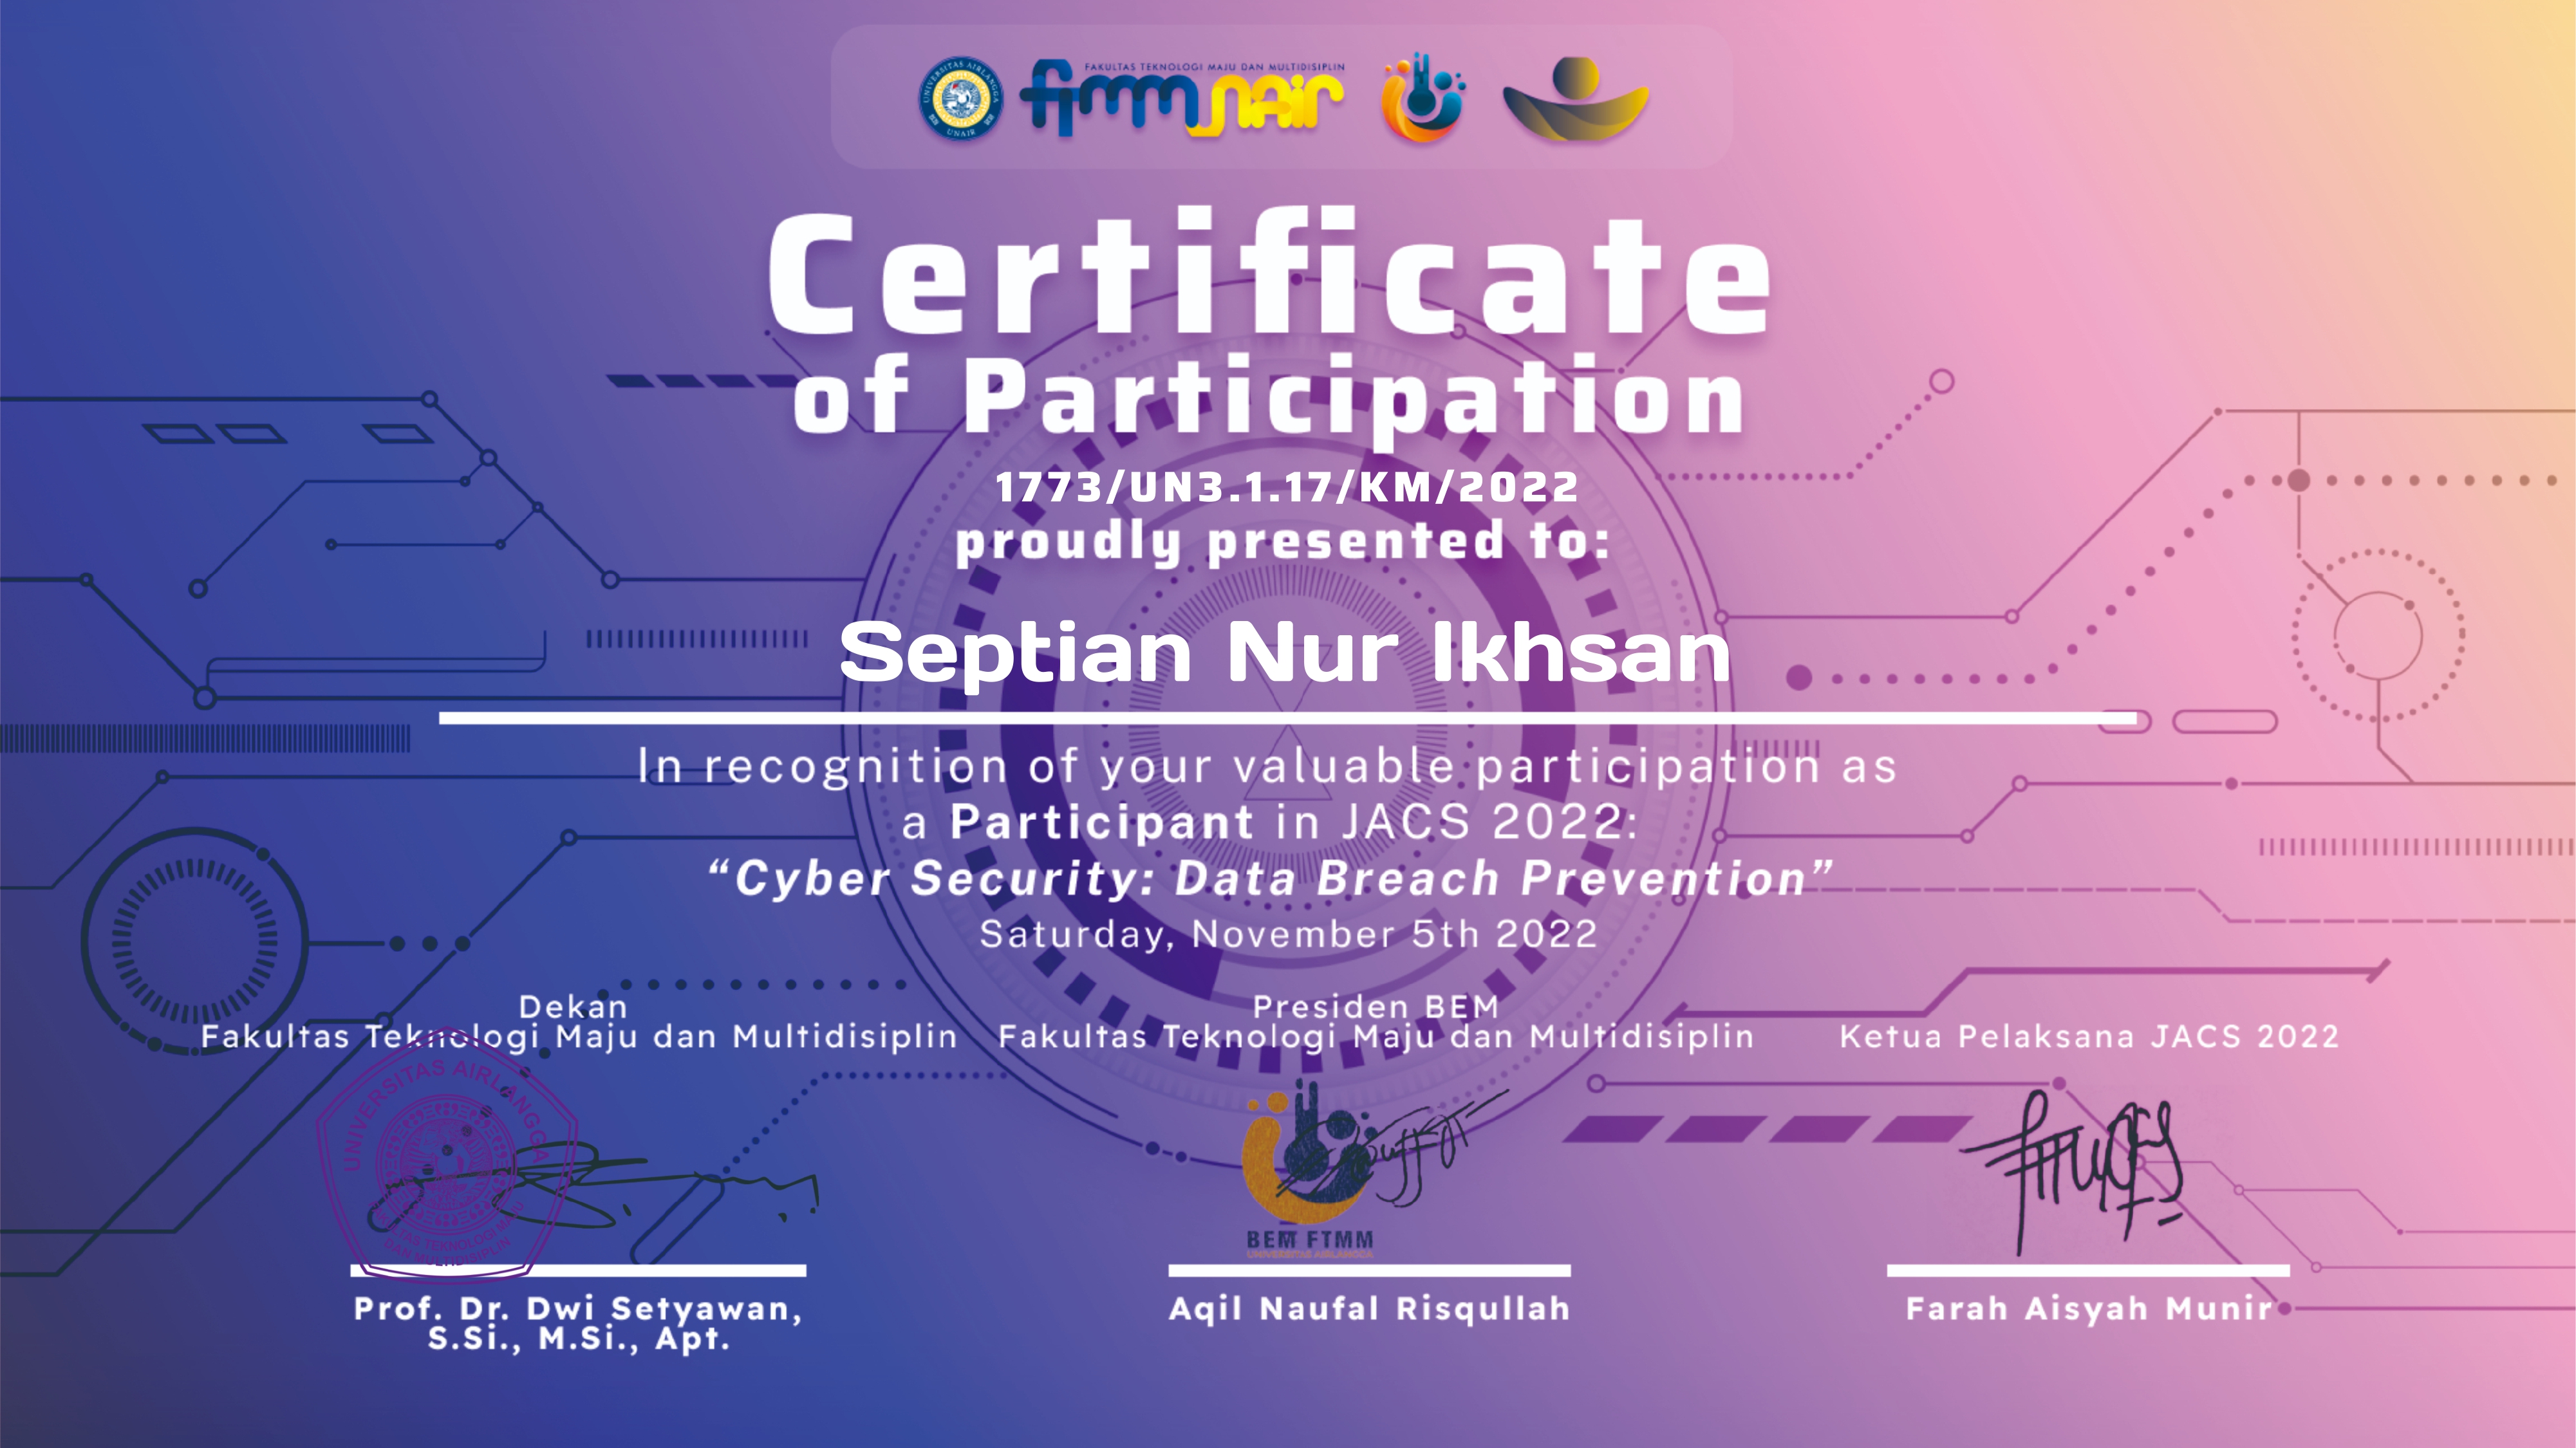 UNIVERSITAS AIRLANGGA
UNAIR
FAKULTAS TEKNOLOGI MAJU DAN MULTIDISIPLIN
Certificate
of Participation
1773/UN3.1.17/KM/2022
proudly presented to:
Septian Nur Ikhsan
In recognition of your valuable participation as
a Participant in JACS 2022:
“Cyber Security: Data Breach Prevention”
Saturday, November 5th 2022
Dekan
Fakultas Teknologi Maju dan Multidisiplin
Presiden BEM
Fakultas Teknologi Maju dan Multidisiplin
Ketua Pelaksana JACS 2022
UNIVERSITAS AIRLANGGA
TEKNOLOGI MAJU
DAN MULTIDISIPLIN
BEM FTMM
UNIVERSITAS AIRLANGGA
Prof. Dr. Dwi Setyawan,
S.Si., M.Si., Apt.
Aqil Naufal Risqullah
Farah Aisyah Munir